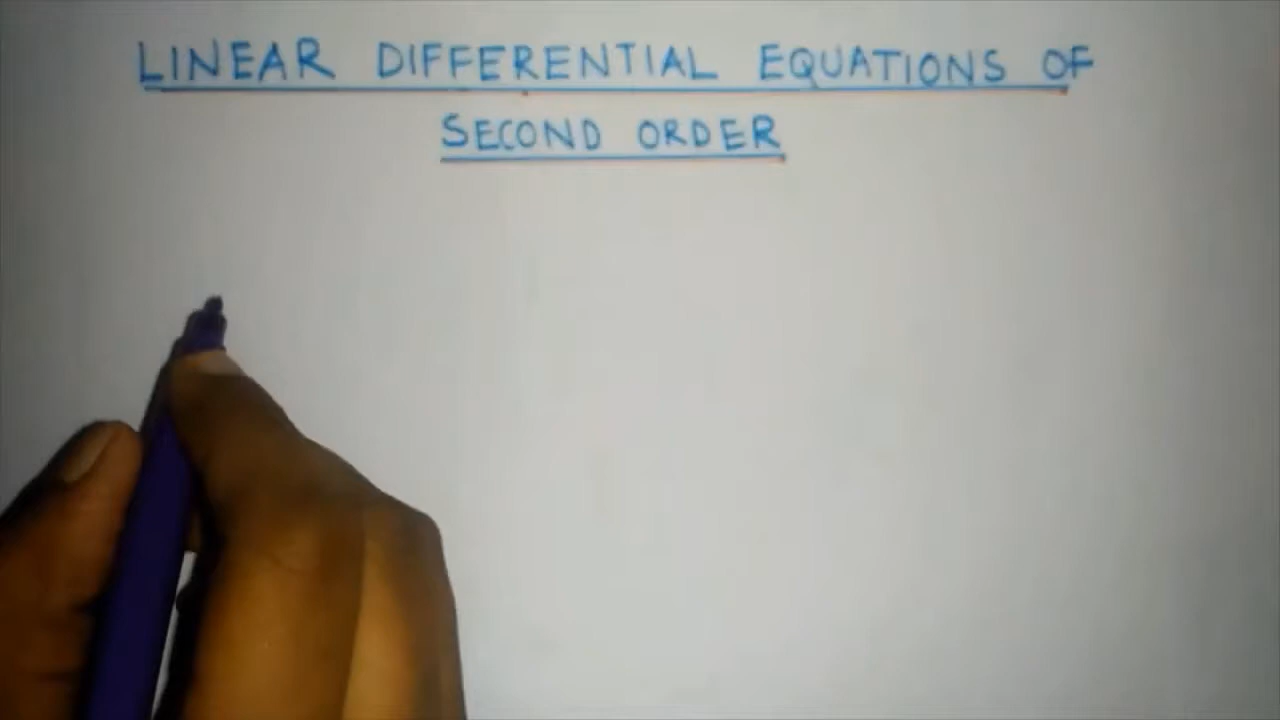 LINEAR DIFFERENTIAL EQUATIONS OF
SECOND ORDER